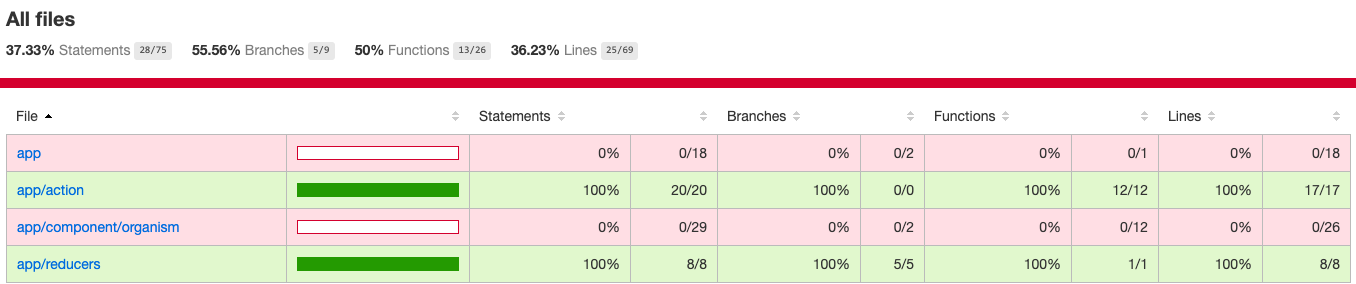 All files
37.33% Statements 28/75 55.56% Branches 5/9 50% Functions 13/26 36.23% Lines 25/69
File Statements Branches Functions Lines
app 0% 0/18 0% 0/2 0% 0/1 0% 0/18
app/action 100% 20/20 100% 0/0 100% 12/12 100% 17/17
app/component/organism 0% 0/29 0% 0/2 0% 0/12 0% 0/26
app/reducers 100% 8/8 100% 5/5 100% 1/1 100% 8/8